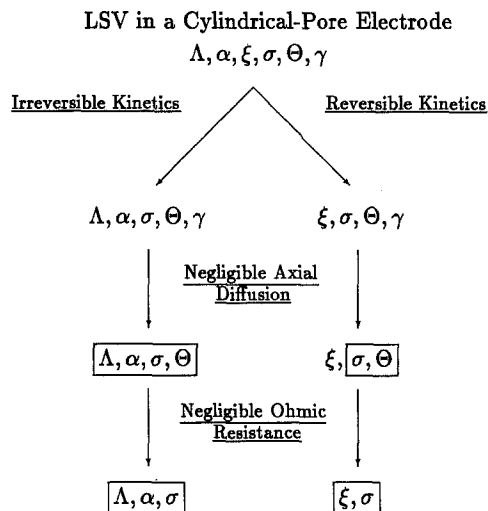 LSV in a Cylindrical-Pore Electrode
Λ, α, ξ, σ, Θ, γ
Irreversible Kinetics
Reversible Kinetics
Λ, α, σ, Θ, γ
ξ, σ, Θ, γ
Negligible Axial
Diffusion
Λ, α, σ, Θ
ξ, σ, Θ
Negligible Ohmic
Resistance
Λ, α, σ
ξ, σ